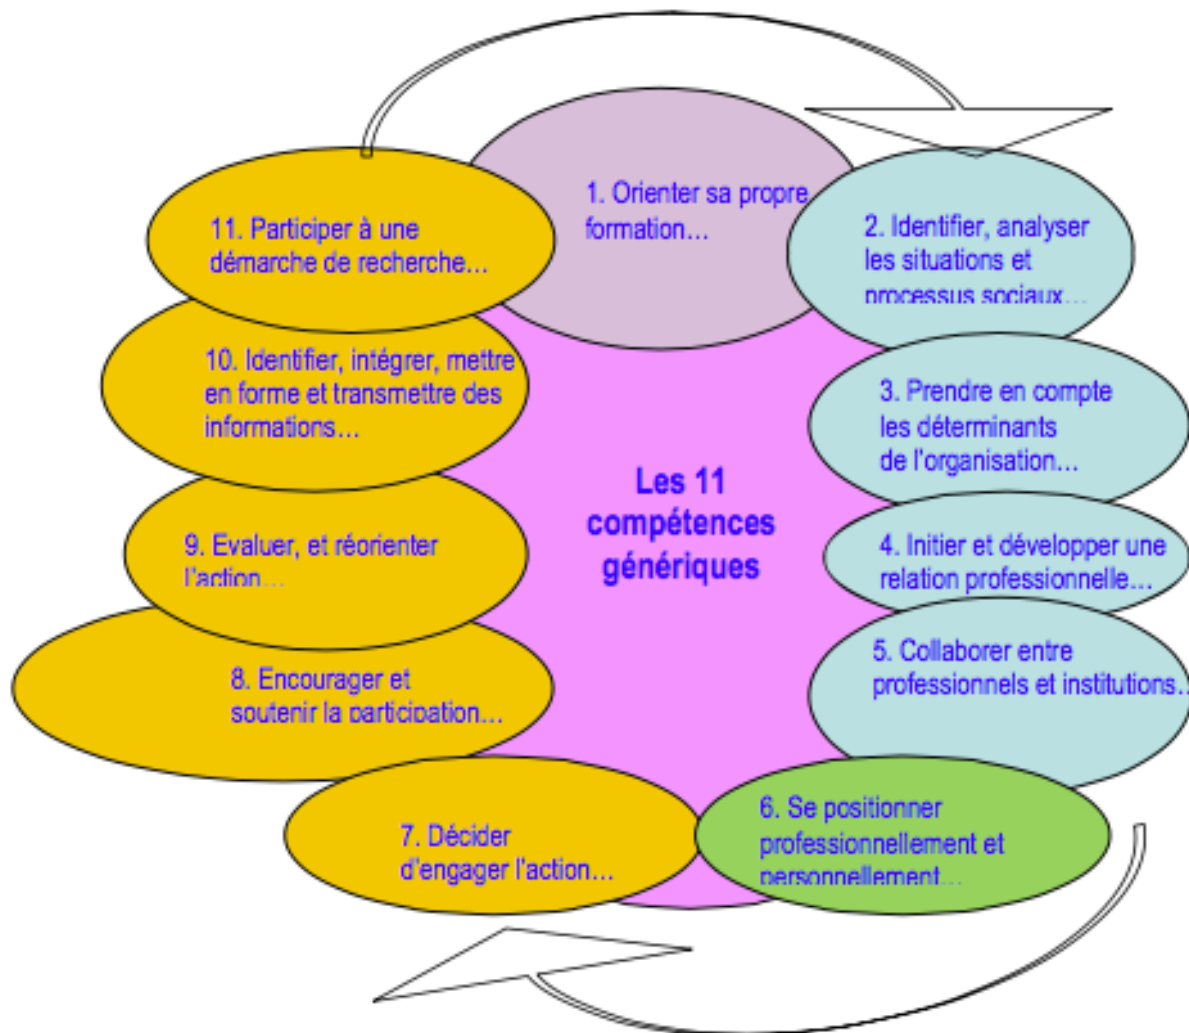 1. Orienter sa propre
formation…
2. Identifier, analyser
les situations et
processus sociaux…
3. Prendre en compte
les déterminants
de l'organisation…
4. Initier et développer une
relation professionnelle…
5. Collaborer entre
professionnels et institutions…
6. Se positionner
professionnellement et
personnellement…
7. Décider
d'engager l'action…
8. Encourager et
soutenir la participation…
9. Evaluer, et réorienter
l'action…
10. Identifier, intégrer, mettre
en forme et transmettre des
informations…
11. Participer à une
démarche de recherche…
Les 11
compétences
génériques